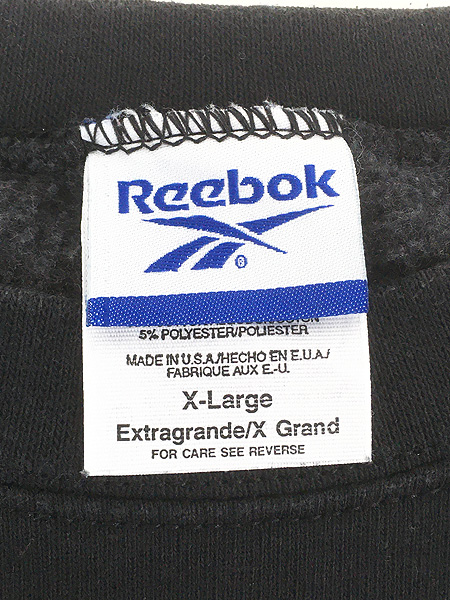 Reebok
®
5% POLYESTER/POLIESTER
MADE IN U.S.A/HECHO EN E.U.A/
FABRIQUE AUX E.-U.
X-Large
Extragrande/X Grand
FOR CARE SEE REVERSE